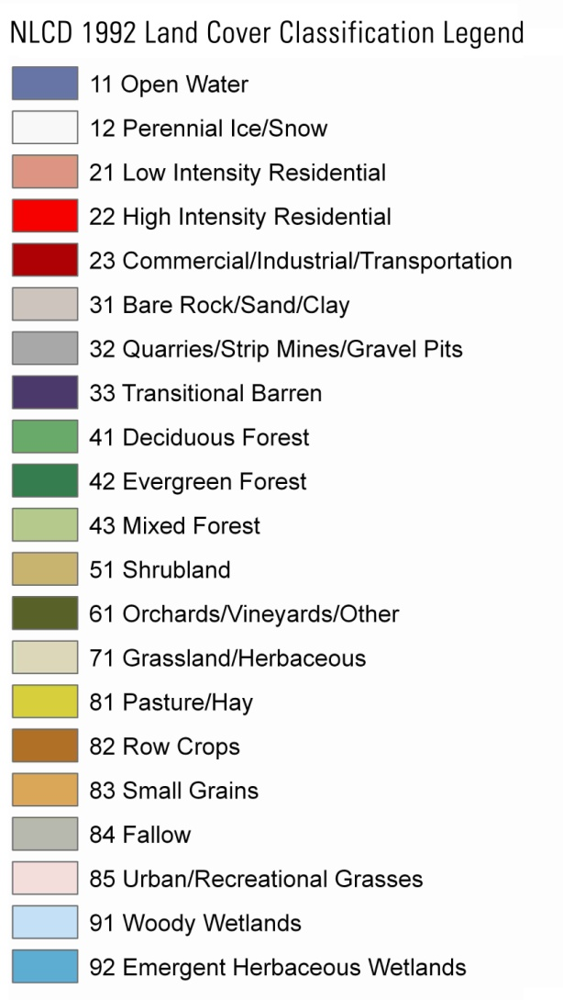 NLCD 1992 Land Cover Classification Legend
11 Open Water
12 Perennial Ice/Snow
21 Low Intensity Residential
22 High Intensity Residential
23 Commercial/Industrial/Transportation
31 Bare Rock/Sand/Clay
32 Quarries/Strip Mines/Gravel Pits
33 Transitional Barren
41 Deciduous Forest
42 Evergreen Forest
43 Mixed Forest
51 Shrubland
61 Orchards/Vineyards/Other
71 Grassland/Herbaceous
81 Pasture/Hay
82 Row Crops
83 Small Grains
84 Fallow
85 Urban/Recreational Grasses
91 Woody Wetlands
92 Emergent Herbaceous Wetlands